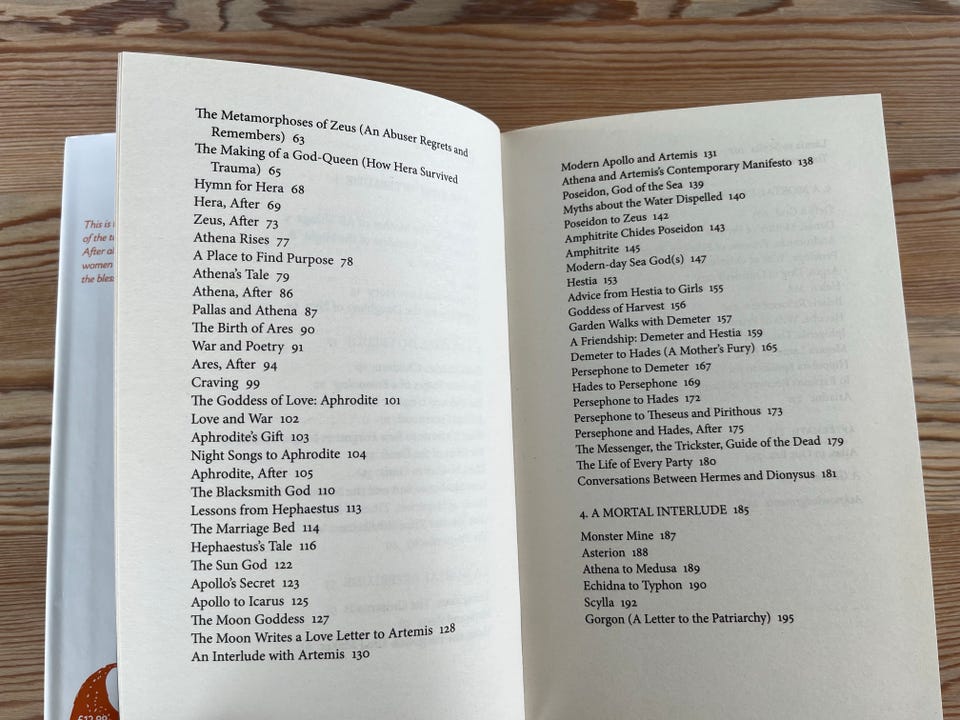 This is
of the t
After al
women
the bles
£12.99
The Metamorphoses of Zeus (An Abuser Regrets and
Remembers) 63
The Making of a God-Queen (How Hera Survived
Trauma) 65
Hymn for Hera 68
Hera, After 69
Zeus, After 73
Athena Rises 77
A Place to Find Purpose 78
Athena's Tale 79
Athena, After 86
Pallas and Athena 87
The Birth of Ares 90
War and Poetry 91
Ares, After 94
Craving 99
The Goddess of Love: Aphrodite 101
Love and War 102
Aphrodite's Gift 103
Night Songs to Aphrodite 104
Aphrodite, After 105
The Blacksmith God 110
Lessons from Hephaestus 113
The Marriage Bed 114
Hephaestus's Tale 116
The Sun God 122
Apollo's Secret 123
Apollo to Icarus 125
The Moon Goddess 127
The Moon Writes a Love Letter to Artemis 128
An Interlude with Artemis 130
Modern Apollo and Artemis 131
Athena and Artemis's Contemporary Manifesto 138
Poseidon, God of the Sea 139
Myths about the Water Dispelled 140
Poseidon to Zeus 142
Amphitrite Chides Poseidon 143
Amphitrite 145
Modern-day Sea God(s) 147
Hestia 153
Advice from Hestia to Girls 155
Goddess of Harvest 156
Garden Walks with Demeter 157
A Friendship: Demeter and Hestia 159
Demeter to Hades (A Mother's Fury) 165
Persephone to Demeter 167
Hades to Persephone 169
Persephone to Hades 172
Persephone to Theseus and Pirithous 173
Persephone and Hades, After 175
The Messenger, the Trickster, Guide of the Dead 179
The Life of Every Party 180
Conversations Between Hermes and Dionysus 181
4. A MORTAL INTERLUDE 185
Monster Mine 187
Asterion 188
Athena to Medusa 189
Echidna to Typhon 190
Scylla 192
Gorgon (A Letter to the Patriarchy) 195